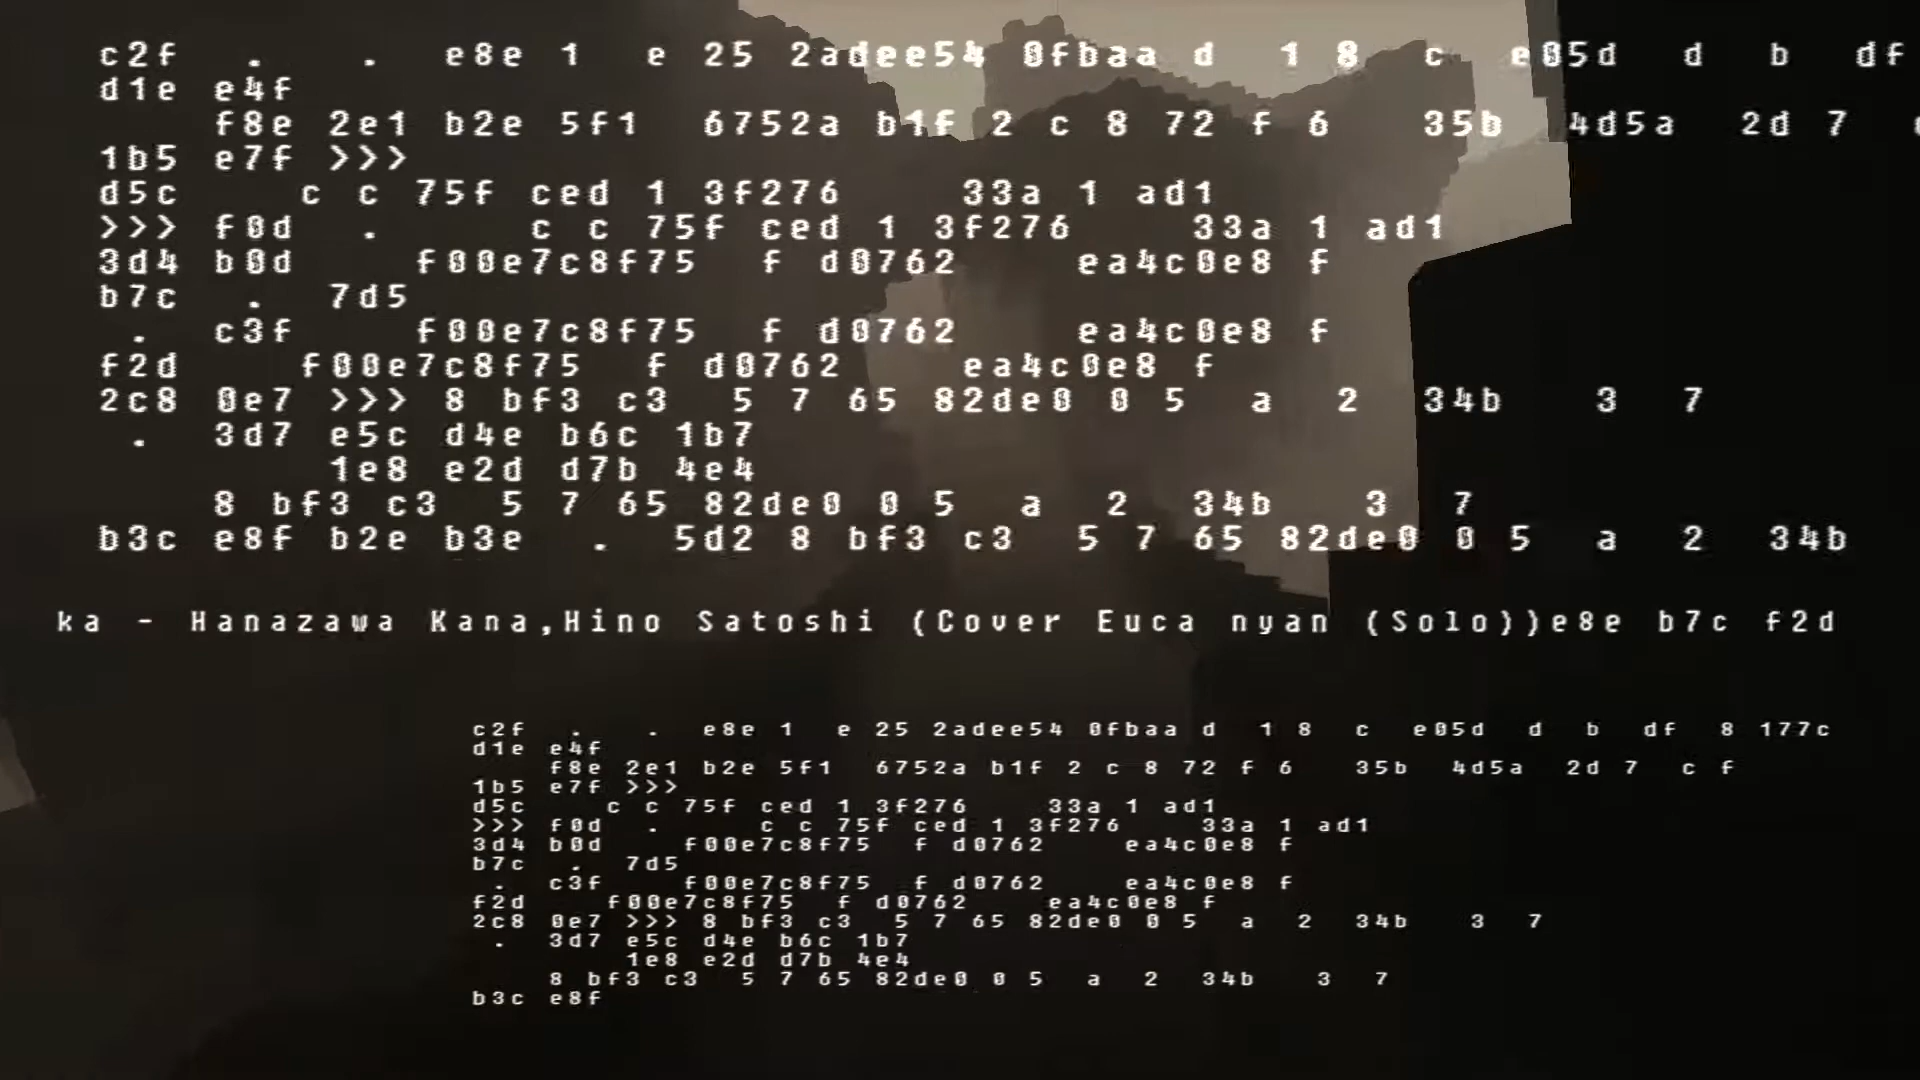 c2f . . e8e 1 e 25 2adee54 0fbaa d 1 8 c e05d d b df
d1e e4f
f8e 2e1 b2e 5f1 6752a b1f 2 c 8 72 f 6 35b 4d5a 2d 7
1b5 e7f >>>
d5c c c 75f ced 1 3f276 33a 1 ad1
>>> f0d . c c 75f ced 1 3f276 33a 1 ad1
3d4 b0d f00e7c8f75 f d0762 ea4c0e8 f
b7c . 7d5
. c3f f00e7c8f75 f d0762 ea4c0e8 f
f2d f00e7c8f75 f d0762 ea4c0e8 f
2c8 0e7 >>> 8 bf3 c3 5 7 65 82de0 0 5 a 2 34b 3 7
. 3d7 e5c d4e b6c 1b7
1e8 e2d d7b 4e4
8 bf3 c3 5 7 65 82de0 0 5 a 2 34b 3 7
b3c e8f b2e b3e . 5d2 8 bf3 c3 5 7 65 82de0 0 5 a 2 34b
ka - Hanazawa Kana,Hino Satoshi (Cover Euca nyan (Solo))e8e b7c f2d
c2f . . e8e 1 e 25 2adee54 0fbaa d 1 8 c e05d d b df 8 177c
d1e e4f
f8e 2e1 b2e 5f1 6752a b1f 2 c 8 72 f 6 35b 4d5a 2d 7 c f
1b5 e7f >>>
d5c c c 75f ced 1 3f276 33a 1 ad1
>>> f0d . c c 75f ced 1 3f276 33a 1 ad1
3d4 b0d f00e7c8f75 f d0762 ea4c0e8 f
b7c . 7d5
. c3f f00e7c8f75 f d0762 ea4c0e8 f
f2d f00e7c8f75 f d0762 ea4c0e8 f
2c8 0e7 >>> 8 bf3 c3 5 7 65 82de0 0 5 a 2 34b 3 7
. 3d7 e5c d4e b6c 1b7
1e8 e2d d7b 4e4
8 bf3 c3 5 7 65 82de0 0 5 a 2 34b 3 7
b3c e8f